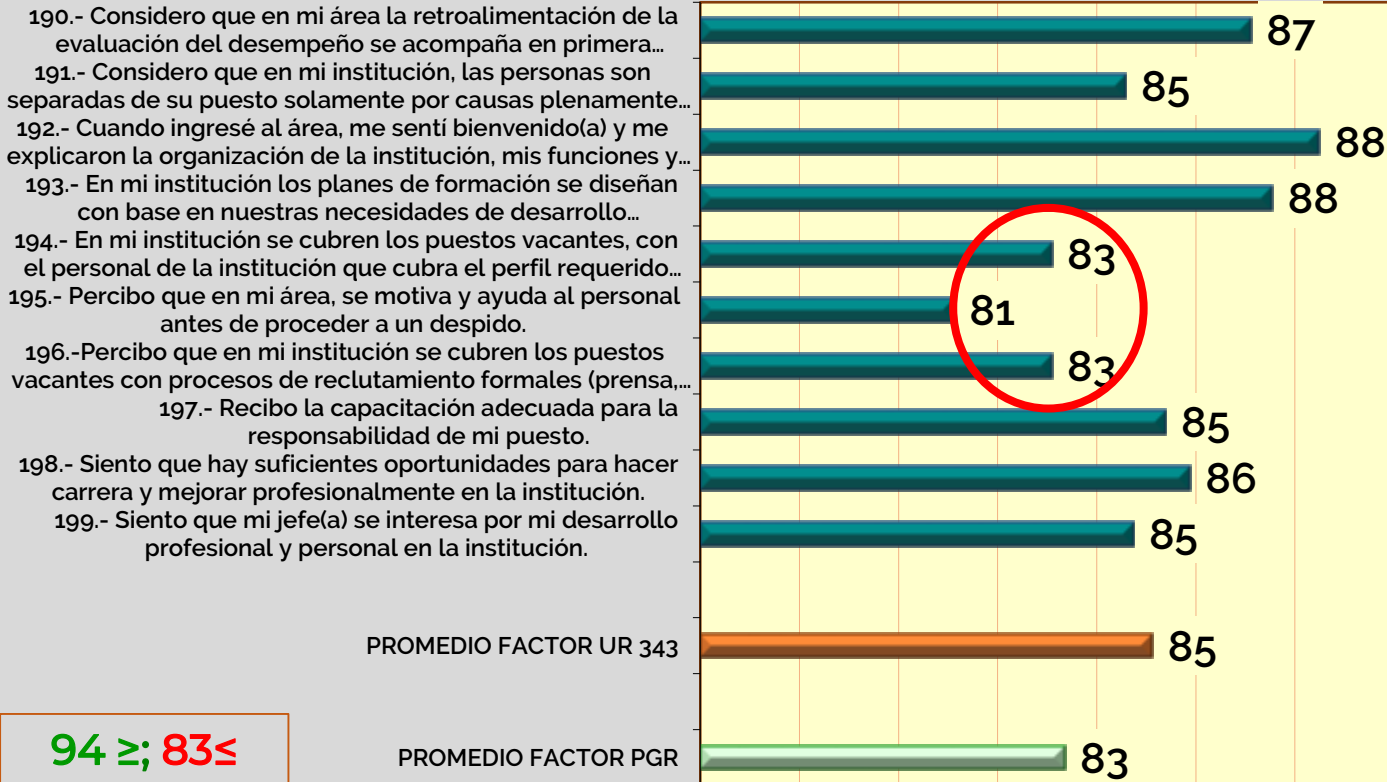 190.- Considero que en mi área la retroalimentación de la
evaluación del desempeño se acompaña en primera…
87
191.- Considero que en mi institución, las personas son
separadas de su puesto solamente por causas plenamente…
85
192.- Cuando ingresé al área, me sentí bienvenido(a) y me
explicaron la organización de la institución, mis funciones y…
88
193.- En mi institución los planes de formación se diseñan
con base en nuestras necesidades de desarrollo…
88
194.- En mi institución se cubren los puestos vacantes, con
el personal de la institución que cubra el perfil requerido…
83
195.- Percibo que en mi área, se motiva y ayuda al personal
antes de proceder a un despido.
81
196.-Percibo que en mi institución se cubren los puestos
vacantes con procesos de reclutamiento formales (prensa,…
83
197.- Recibo la capacitación adecuada para la
responsabilidad de mi puesto.
85
198.- Siento que hay suficientes oportunidades para hacer
carrera y mejorar profesionalmente en la institución.
86
199.- Siento que mi jefe(a) se interesa por mi desarrollo
profesional y personal en la institución.
85
PROMEDIO FACTOR UR 343
85
94 ≥; 83≤
PROMEDIO FACTOR PGR
83